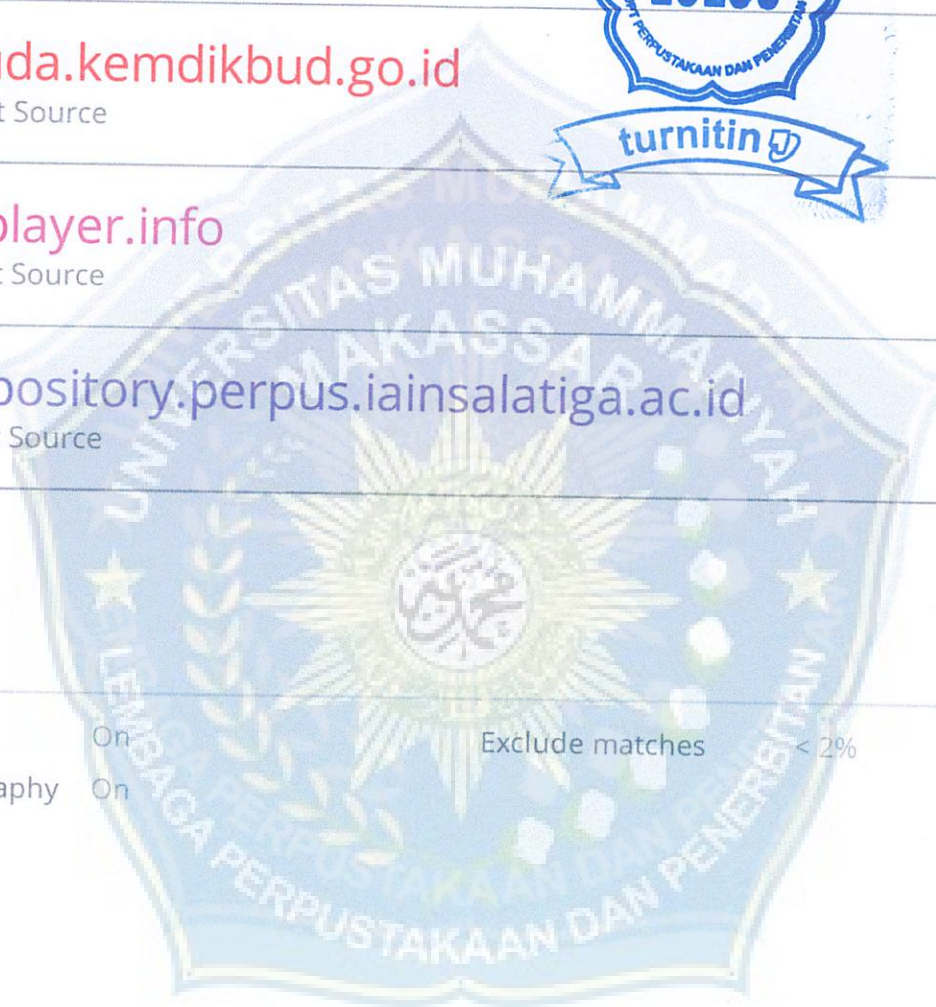 PERPUSTAKAAN DAN PENERBITAN
turnitin
uda.kemdikbud.go.id
t Source
player.info
t Source
pository.perpus.iainsalatiga.ac.id
Source
UNIVERSITAS MUHAMMADIYAH
MAKASSAR
LEMBAGA PERPUSTAKAAN DAN PENERBITAN
On
Exclude matches < 2%
aphy On